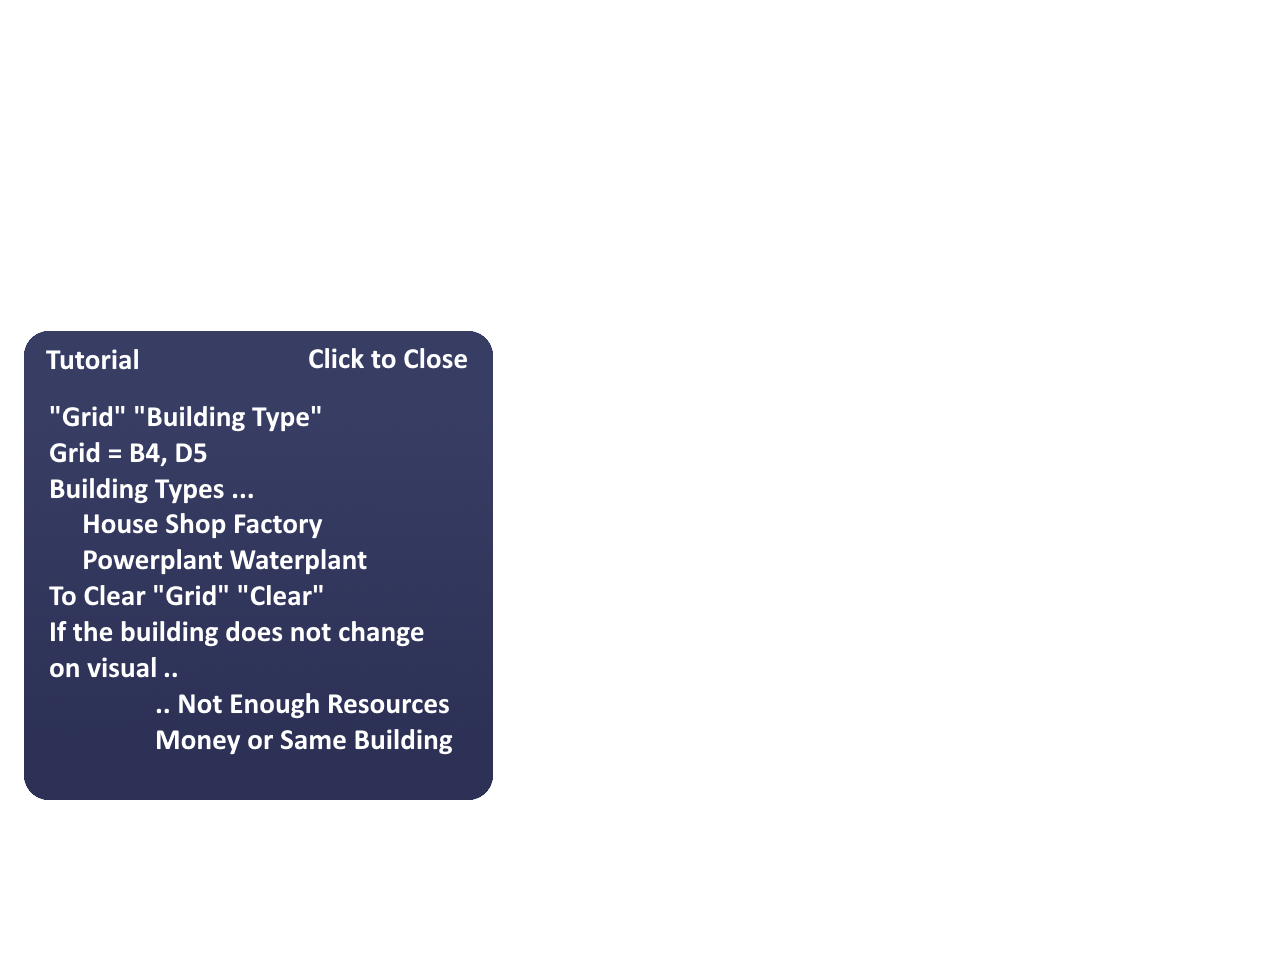 Tutorial Click to Close
"Grid" "Building Type"
Grid = B4, D5
Building Types ...
House Shop Factory
Powerplant Waterplant
To Clear "Grid" "Clear"
If the building does not change
on visual ..
.. Not Enough Resources
Money or Same Building